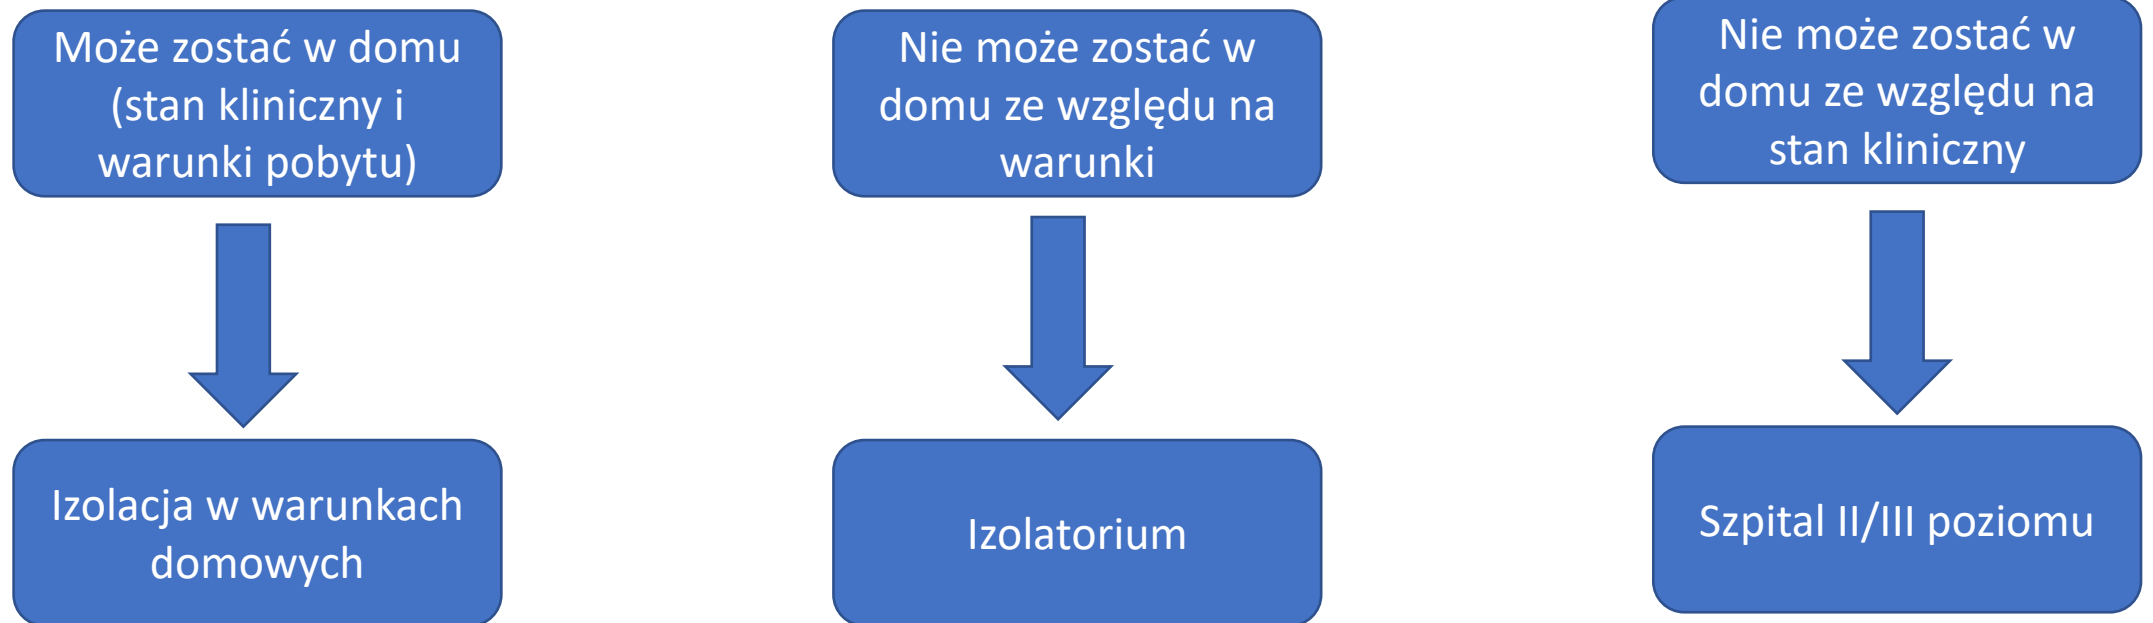 Może zostać w domu
(stan kliniczny i
warunki pobytu)
Izolacja w warunkach
domowych
Nie może zostać w
domu ze względu na
warunki
Izolatorium
Nie może zostać w
domu ze względu na
stan kliniczny
Szpital II/III poziomu